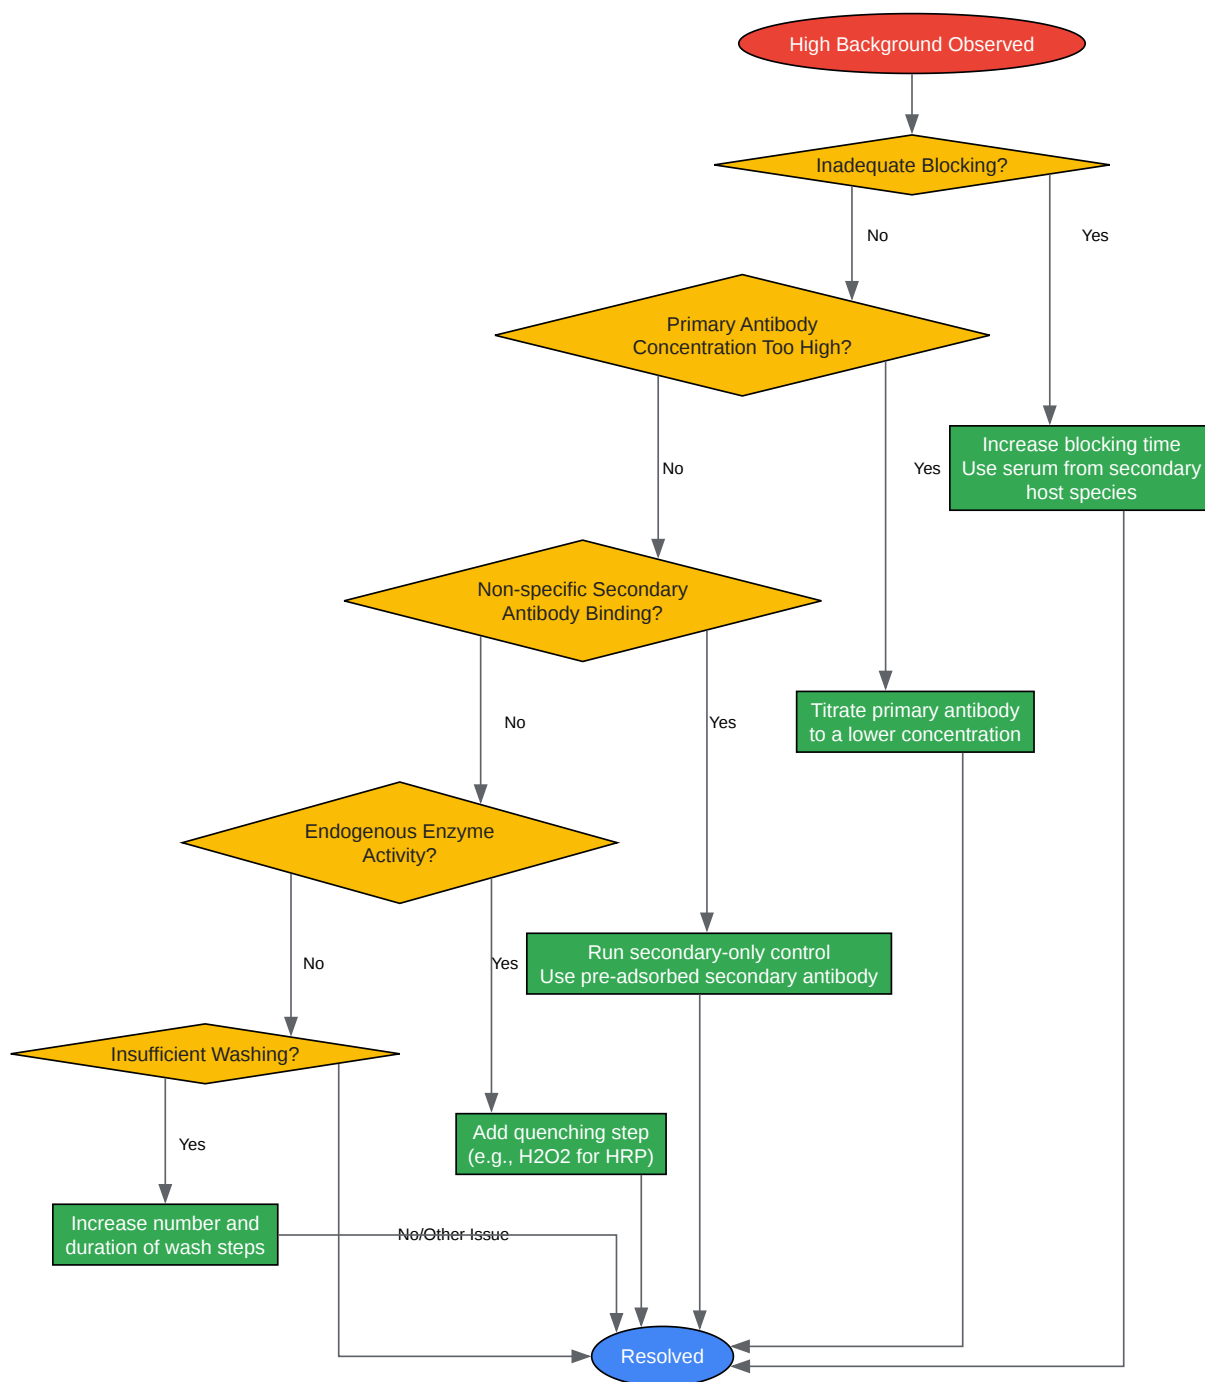 High Background Observed
Inadequate Blocking?
No
Yes
Primary Antibody
Concentration Too High?
No
Yes
Increase blocking time
Use serum from secondary
host species
Non-specific Secondary
Antibody Binding?
No
Yes
Titrate primary antibody
to a lower concentration
Endogenous Enzyme
Activity?
No
Yes
Run secondary-only control
Use pre-adsorbed secondary antibody
Insufficient Washing?
Yes
Add quenching step
(e.g., H2O2 for HRP)
Increase number and
duration of wash steps
No/Other Issue
Resolved